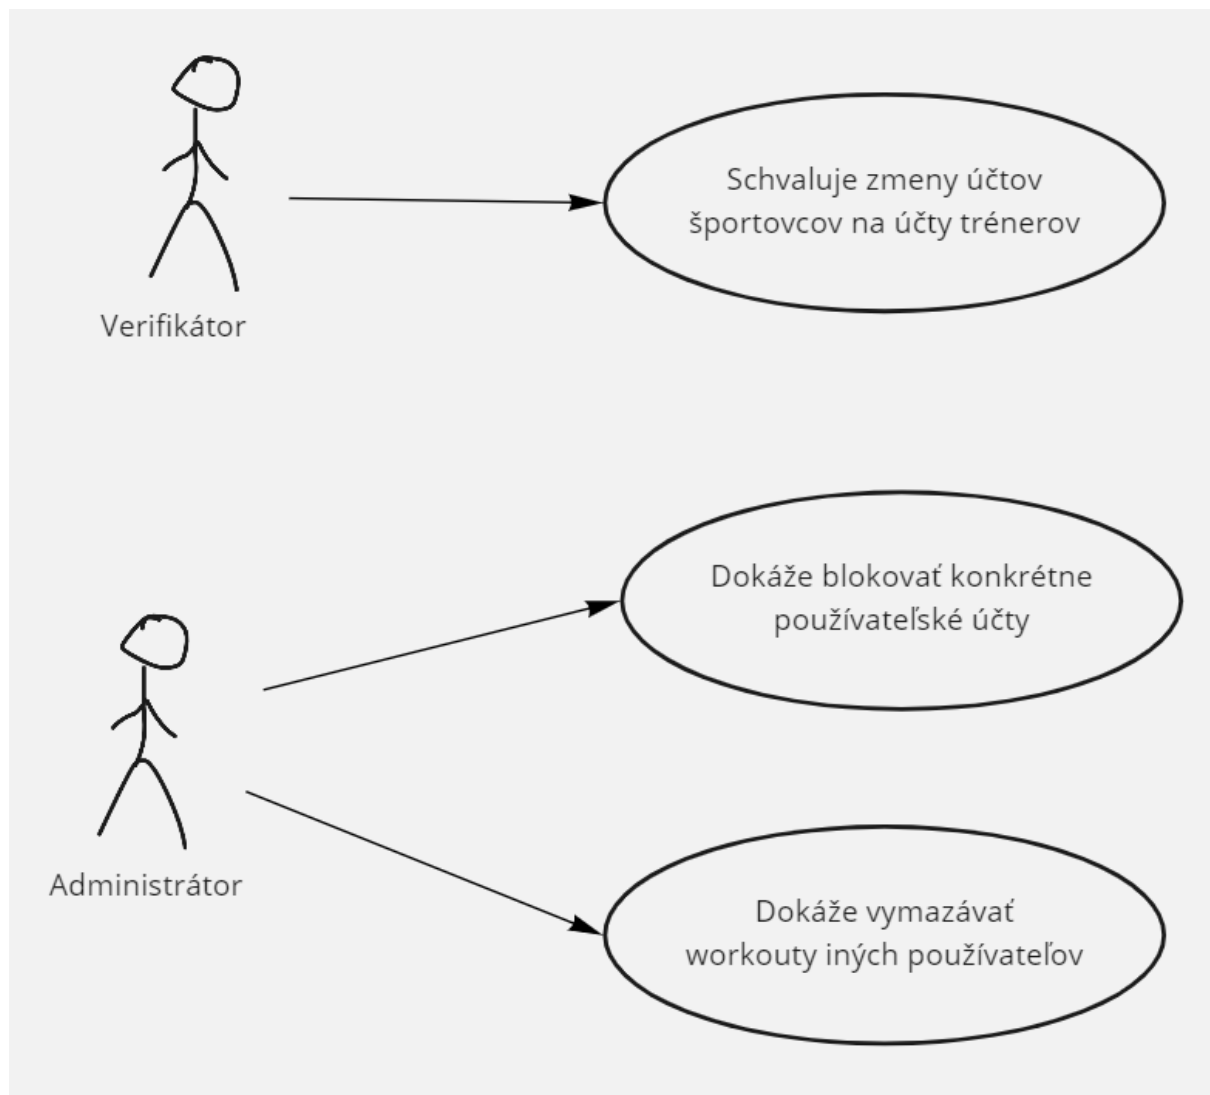 Schvaluje zmeny účtov
športovcov na účty trénerov
Verifikátor
Dokáže blokovať konkrétne
používateľské účty
Administrátor
Dokáže vymazávať
workouty iných používateľov